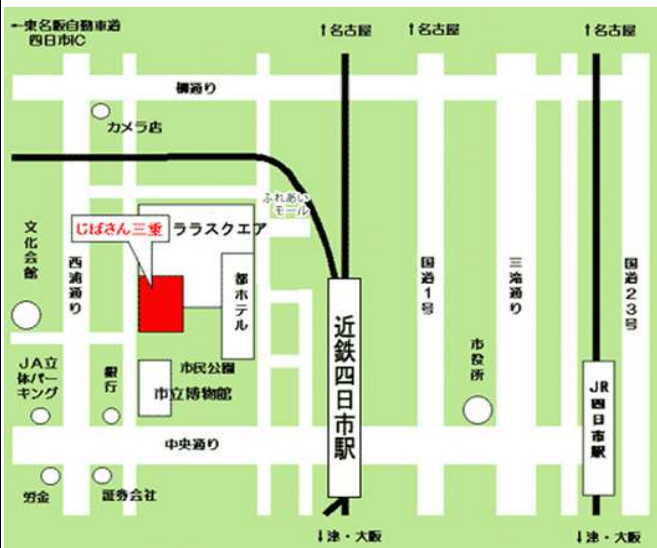 ←東名阪自動車道
四日市IC
↑名古屋
↑名古屋
↑名古屋
柳通り
カメラ店
ふれあい
モール
じばさん三重
ララスクエア
文化会館
西浦通り
都ホテル
国道1号
三滝通り
国道23号
近鉄四日市駅
市役所
JA立
体パー
キング
銀行
市民公園
市立博物館
JR四日市駅
中央通り
労金
証券会社
↓津・大阪
↓津・大阪